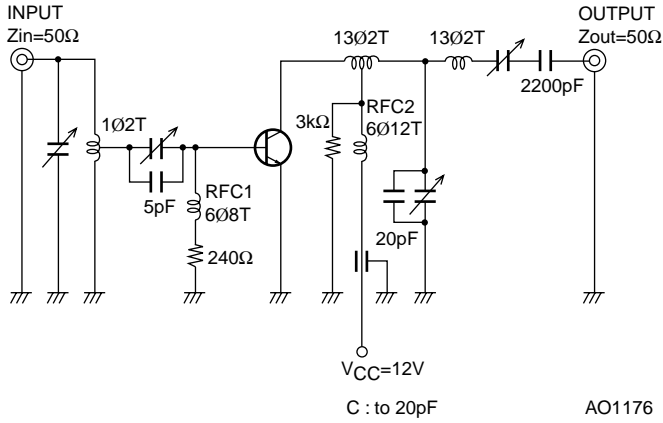 INPUT
Zin=50Ω
OUTPUT
Zout=50Ω
13Ø2T
13Ø2T
2200pF
1Ø2T
3kΩ
RFC2
6Ø12T
5pF
RFC1
6Ø8T
20pF
240Ω
VCC=12V
C : to 20pF
AO1176